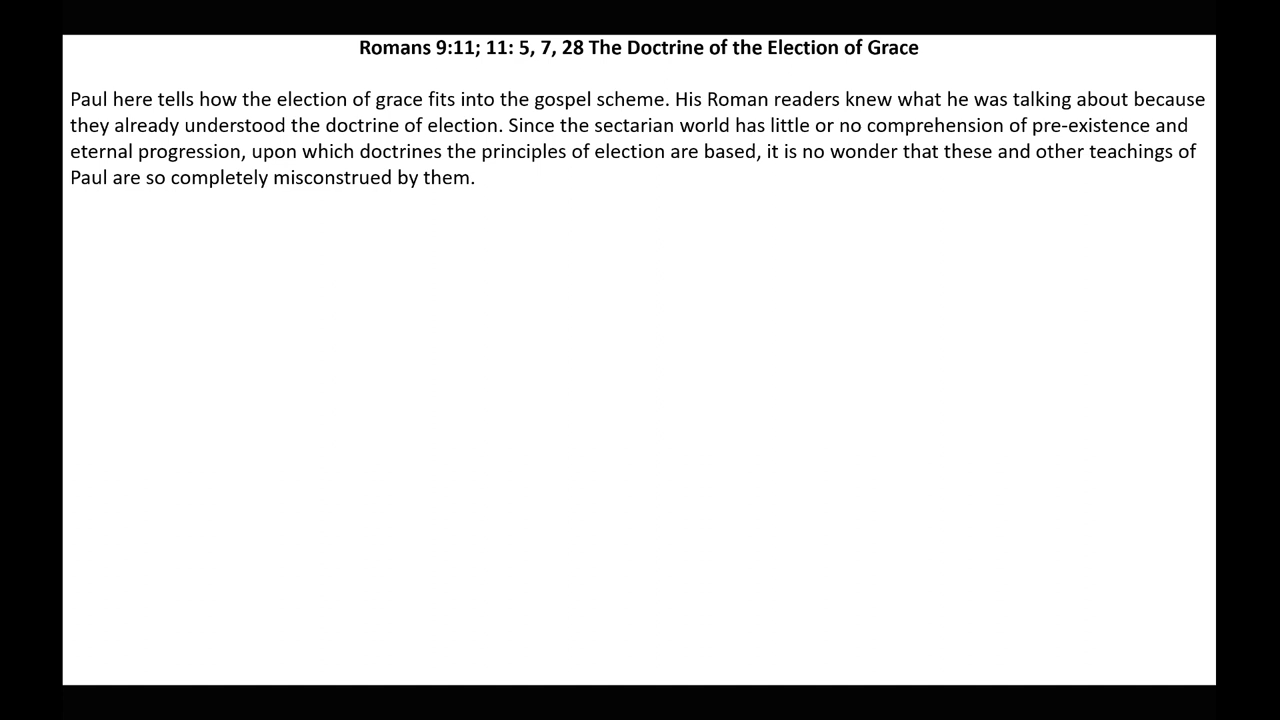 Romans 9:11; 11: 5, 7, 28 The Doctrine of the Election of Grace
Paul here tells how the election of grace fits into the gospel scheme. His Roman readers knew what he was talking about because
they already understood the doctrine of election. Since the sectarian world has little or no comprehension of pre-existence and
eternal progression, upon which doctrines the principles of election are based, it is no wonder that these and other teachings of
Paul are so completely misconstrued by them.